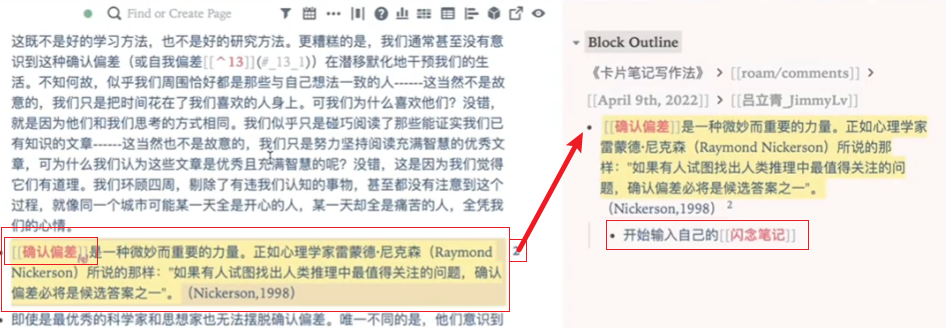 Find or Create Page
这既不是好的学习方法，也不是好的研究方法。更糟糕的是，我们通常甚至没有意
识到这种确认偏差（或自我偏差[[^13]](#_13_1)）在潜移默化地干预我们的生
活。不知何故，似乎我们周围恰好都是那些与自己想法一致的人------这当然不是故
意的，我们只是把时间花在了我们喜欢的人身上。可我们为什么喜欢他们？没错，
就是因为他们和我们思考的方式相同。我们似乎只是碰巧阅读了那些能证实我们已
有知识的文章------这当然也不是故意的，我们只是努力坚持阅读充满智慧的优秀文
章，可为什么我们认为这些文章是优秀且充满智慧的呢？没错，这是因为我们觉得
它们有道理。我们环顾四周，剔除了有违我们认知的事物，甚至都没有注意到这个
过程，就像同一个城市可能某一天全是开心的人，某一天却全是痛苦的人，全凭我
们的心情。
[[确认偏差]]是一种微妙而重要的力量。正如心理学家雷蒙德·尼克森（Raymond
Nickerson）所说的那样："如果有人试图找出人类推理中最值得关注的问题，确认
偏差必将是候选答案之一"。（Nickerson,1998）
2
即使是最优秀的科学家和思想家也无法摆脱确认偏差。唯一不同的是，他们意识到
Block Outline
《卡片笔记写作法》 > [[roam/comments]] >
[[April 9th, 2022]] > [[吕立青_JimmyLv]]
[[确认偏差]]是一种微妙而重要的力量。正如心理学家
雷蒙德·尼克森（Raymond Nickerson）所说的那
样："如果有人试图找出人类推理中最值得关注的问
题，确认偏差必将是候选答案之一"。
（Nickerson,1998） 2
开始输入自己的[[闪念笔记]]